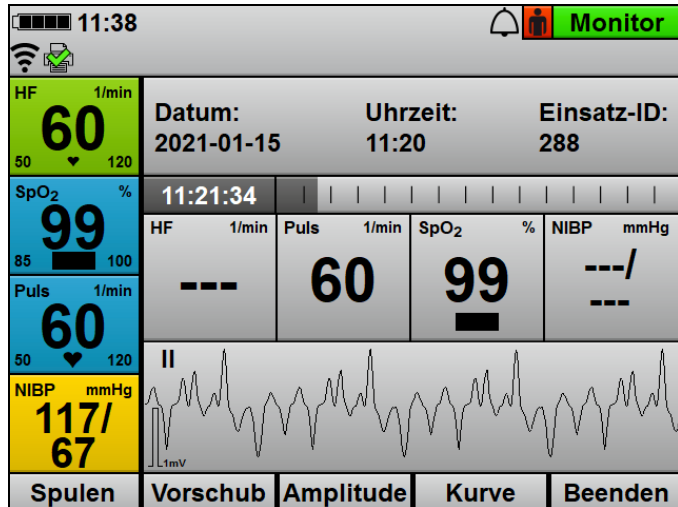 11:38
Monitor
HF 1/min
60
50 120
SpO₂ %
99
85 100
Puls 1/min
60
50 120
NIBP mmHg
117/
67
Datum: Uhrzeit: Einsatz-ID:
2021-01-15 11:20 288
11:21:34
HF 1/min Puls 1/min SpO₂ % NIBP mmHg
--- 60 99 ---/
---
II
1mV
Spulen Vorschub Amplitude Kurve Beenden